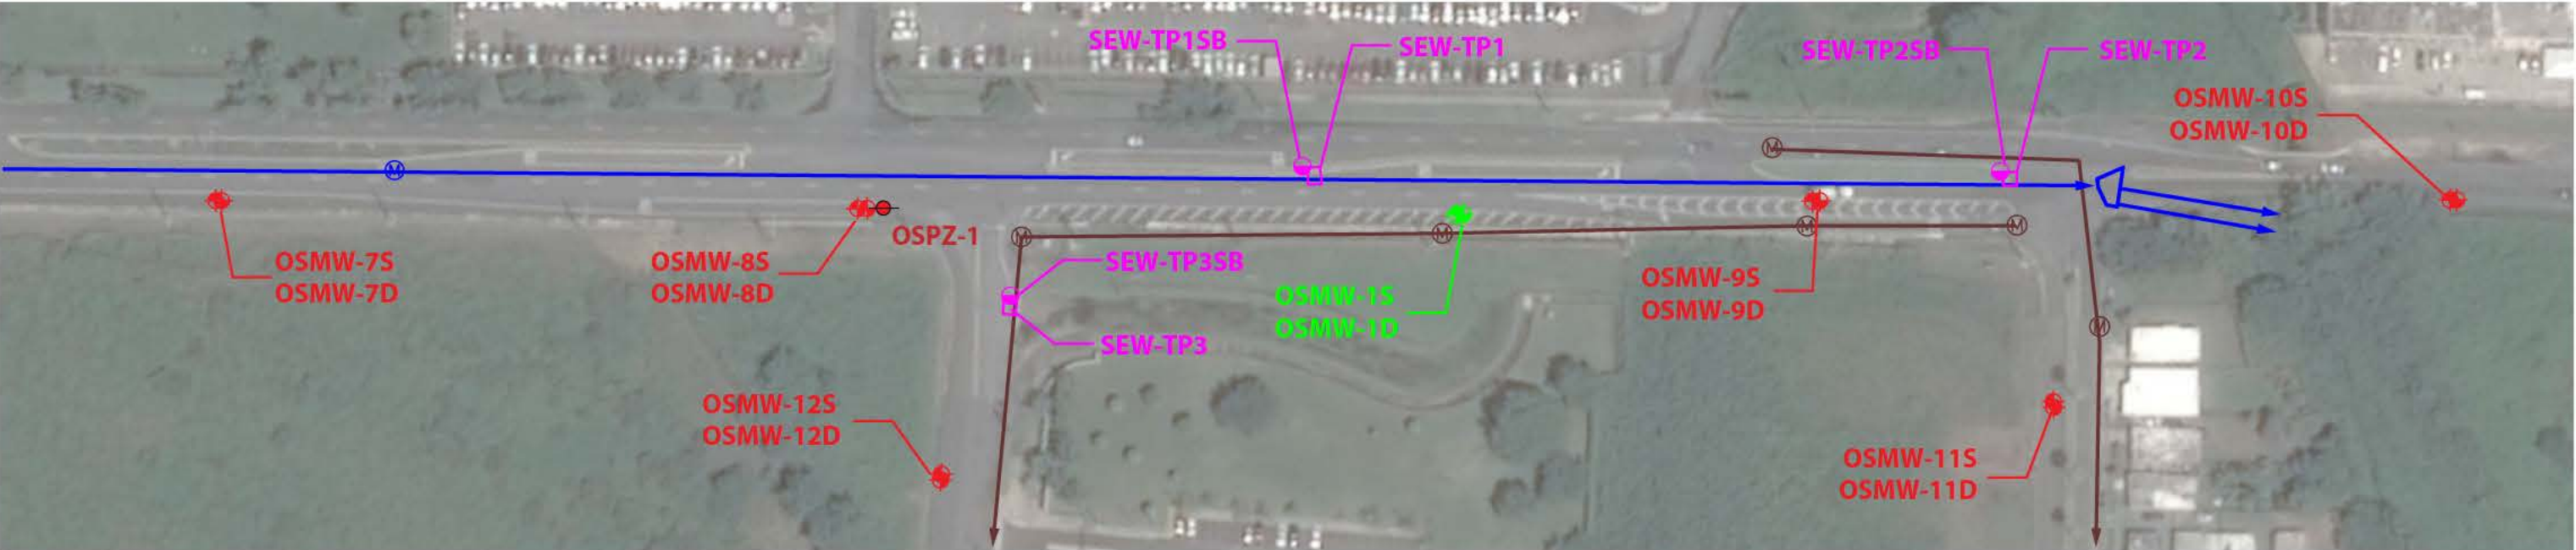 SEW-TP1SB
SEW-TP1
SEW-TP2SB
SEW-TP2
OSMW-10S
OSMW-10D
M
M
OSPZ-1
M
M
M
M
OSMW-7S
OSMW-7D
OSMW-8S
OSMW-8D
SEW-TP3SB
OSMW-1S
OSMW-1D
OSMW-9S
OSMW-9D
SEW-TP3
M
OSMW-12S
OSMW-12D
OSMW-11S
OSMW-11D